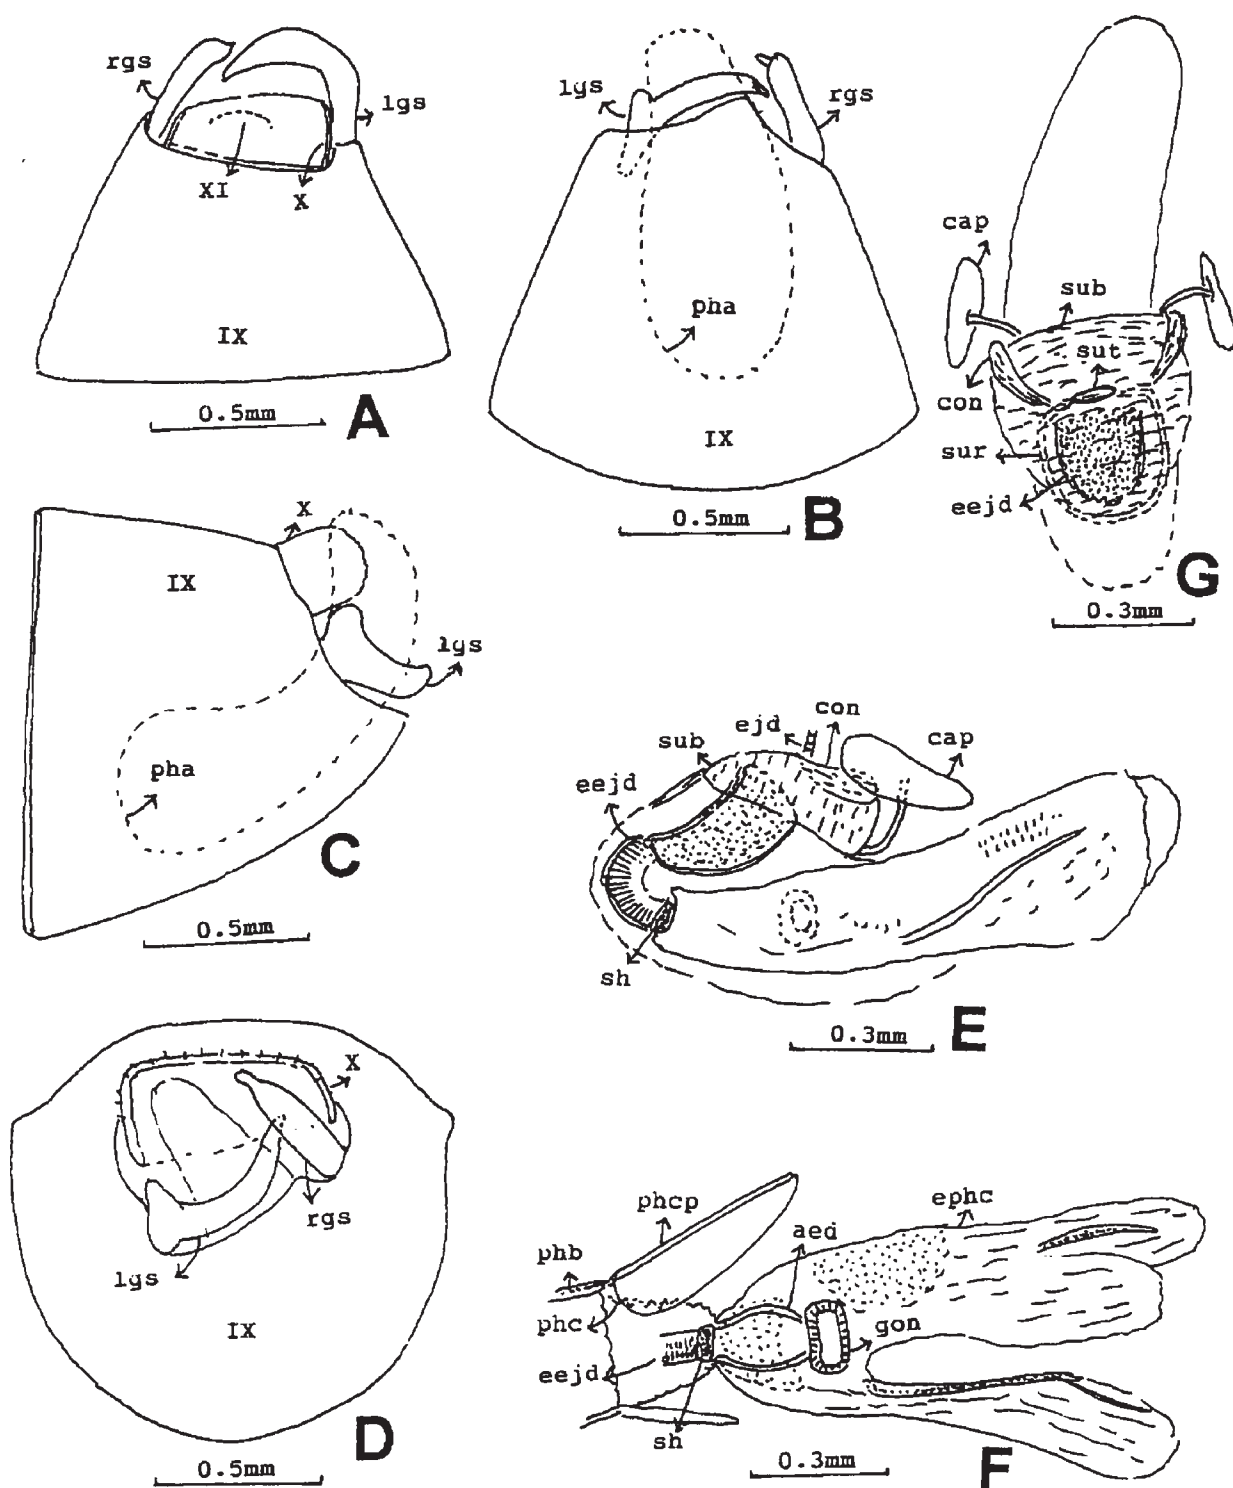 rgs
lgs
XI
X
IX
0.5mm
A
lgs
rgs
pha
IX
0.5mm
B
cap
sub
sut
con
sur
eejd
G
0.3mm
X
IX
lgs
pha
C
0.5mm
ejd
con
sub
cap
eejd
sh
E
0.3mm
X
rgs
lgs
IX
D
0.5mm
phcp
ephc
aed
phb
phc
gon
eejd
sh
0.3mm
F